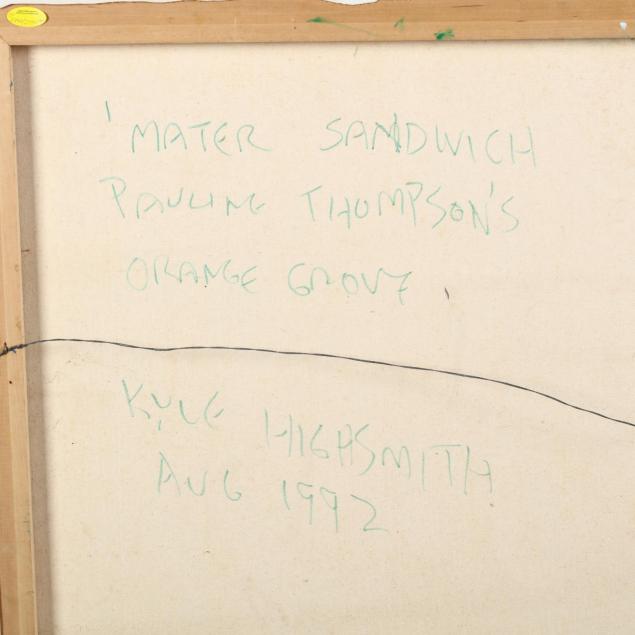 'MATER SANDWICH
PAULINE THOMPSON'S
ORANGE GROVE
KYLE HIGHSMITH
AUG 1992